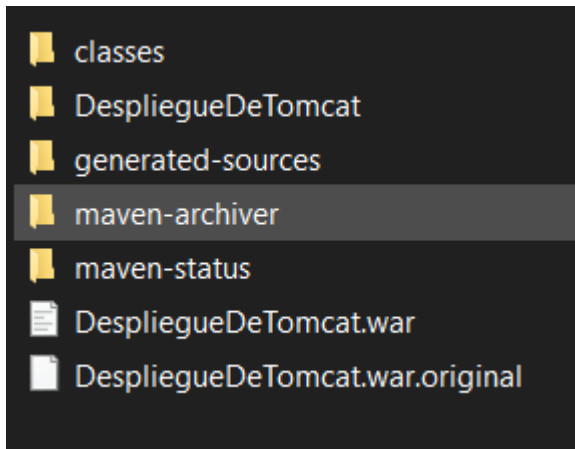 classes
DespliegueDeTomcat
generated-sources
maven-archiver
maven-status
DespliegueDeTomcat.war
DespliegueDeTomcat.war.original